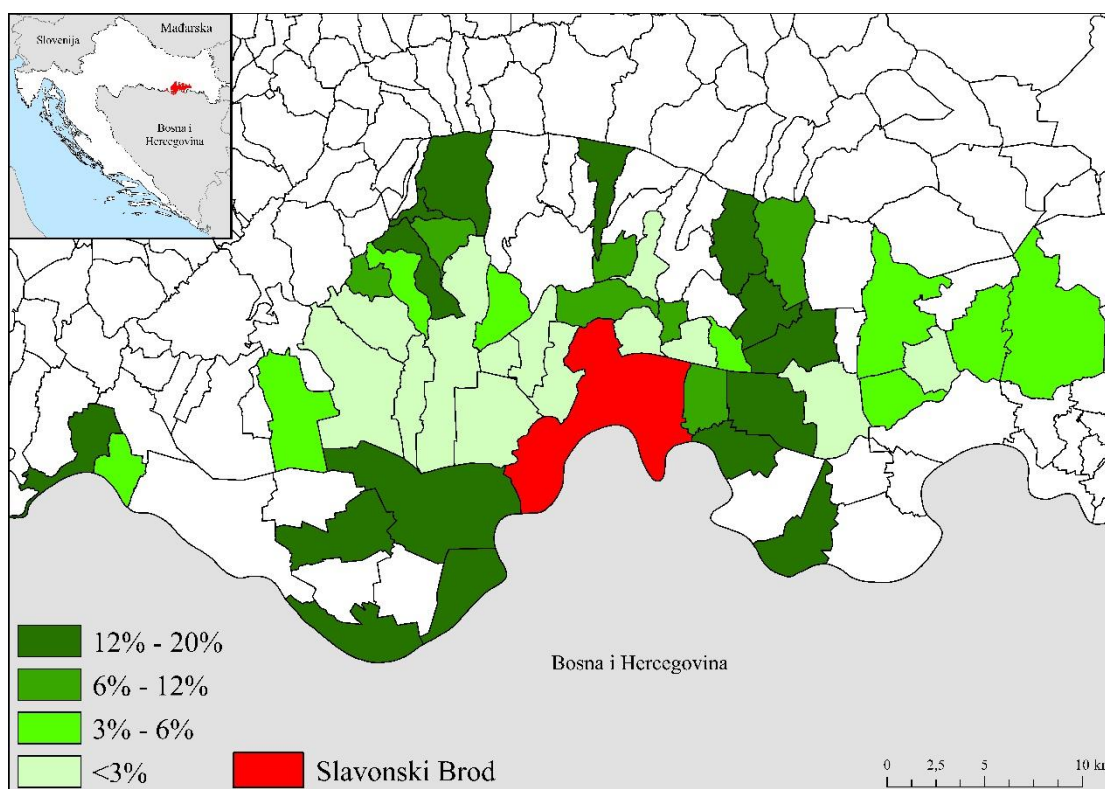 Slovenija
Mađarska
Bosna i
Hercegovina
Bosna i Hercegovina
12% - 20%
6% - 12%
3% - 6%
<3%
Slavonski Brod
0 2,5 5 10 km